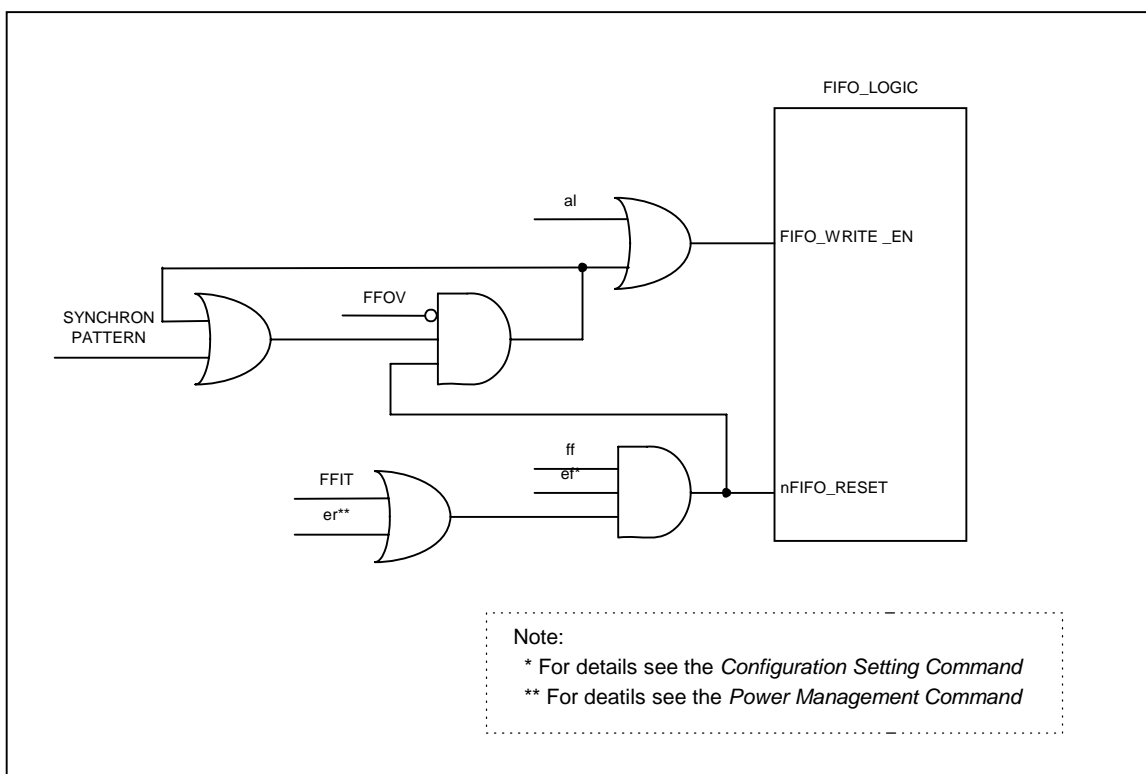 FIFO_LOGIC
al
FIFO_WRITE _EN
FFOV
SYNCHRON
PATTERN
ff
ef*
FFIT
er**
nFIFO_RESET
Note:
* For details see the Configuration Setting Command
** For deatils see the Power Management Command